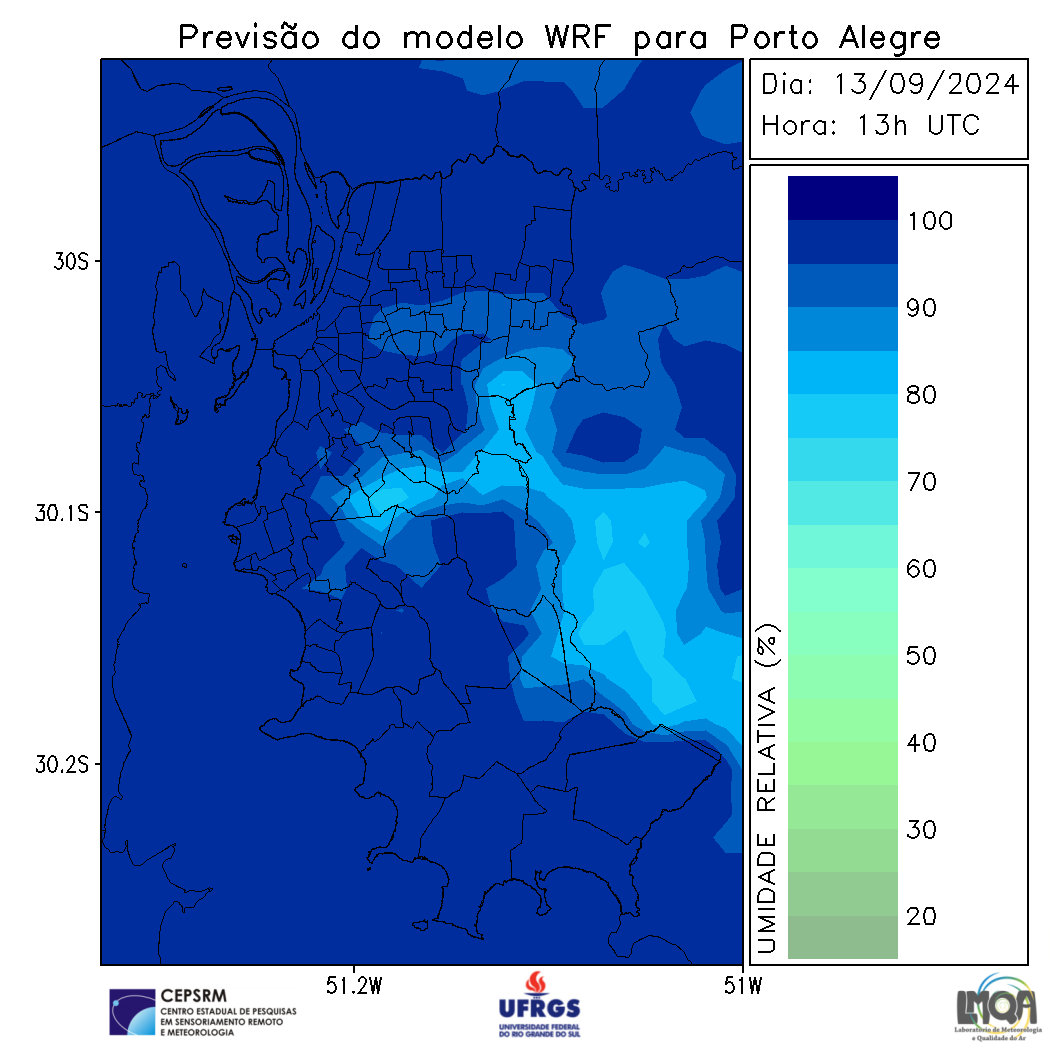 Previsão do modelo WRF para Porto Alegre
Dia: 13/09/2024
Hora: 13h UTC
100
90
80
70
60
50
40
30
20
UMIDADE RELATIVA (%)
30S
30.1S
30.2S
51.2W
51W
CEPSRM
CENTRO ESTADUAL DE PESQUISAS
EM SENSORIAMENTO REMOTO
E METEOROLOGIA
UFRGS
UNIVERSIDADE FEDERAL
DO RIO GRANDE DO SUL
LMQA
Laboratório de Meteorologia
e Qualidade do Ar